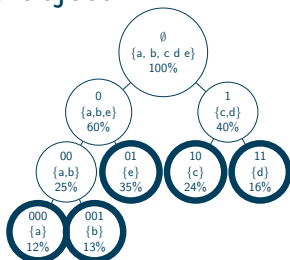 ∅
{a, b, c d e}
100%
0
{a,b,e}
60%
1
{c,d}
40%
00
{a,b}
25%
01
{e}
35%
10
{c}
24%
11
{d}
16%
000
{a}
12%
001
{b}
13%